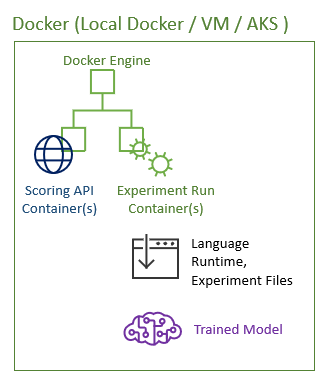 Docker (Local Docker / VM / AKS )
Docker Engine
Scoring API
Container(s)
Experiment Run
Container(s)
Language
Runtime,
Experiment Files
Trained Model